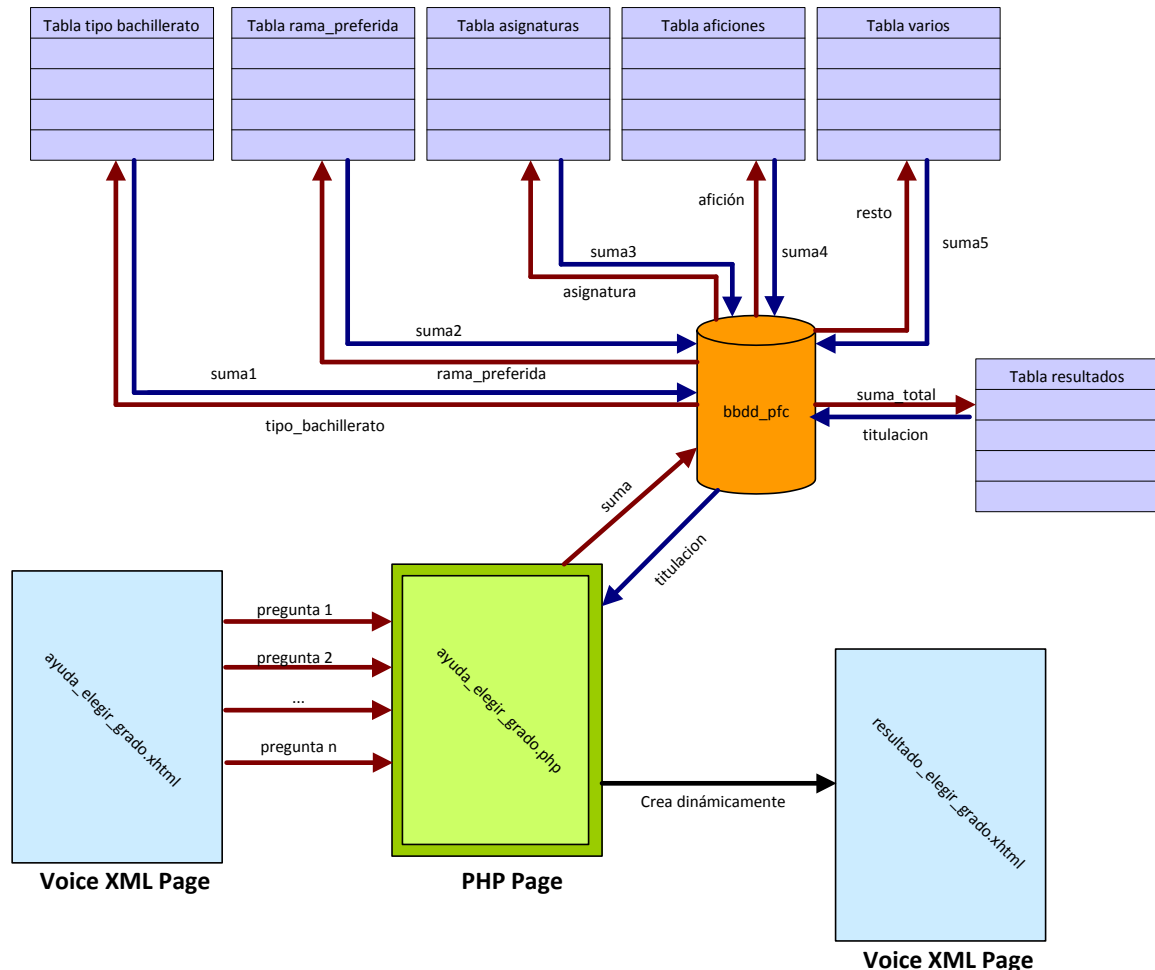 Tabla tipo bachillerato
Tabla rama_preferida
Tabla asignaturas
Tabla aficiones
Tabla varios
afición
resto
suma3
suma4
suma5
asignatura
suma2
suma1
rama_preferida
tipo_bachillerato
bbdd_pfc
Tabla resultados
suma_total
titulacion
suma
titulacion
pregunta 1
pregunta 2
...
pregunta n
ayuda_elegir_grado.xhtml
ayuda_elegir_grado.php
resultado_elegir_grado.xhtml
Crea dinámicamente
Voice XML Page
PHP Page
Voice XML Page